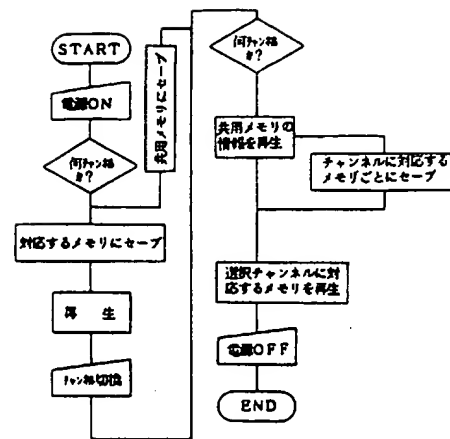 START
電源ON
何チャンネル
か?
共用メモリにセーブ
対応するメモリにセーブ
再 生
チャンネル切換
何チャンネル
か?
共用メモリの
情報を再生
チャンネルに対応する
メモリごとにセーブ
選択チャンネルに対
応するメモリを再生
電源OFF
END